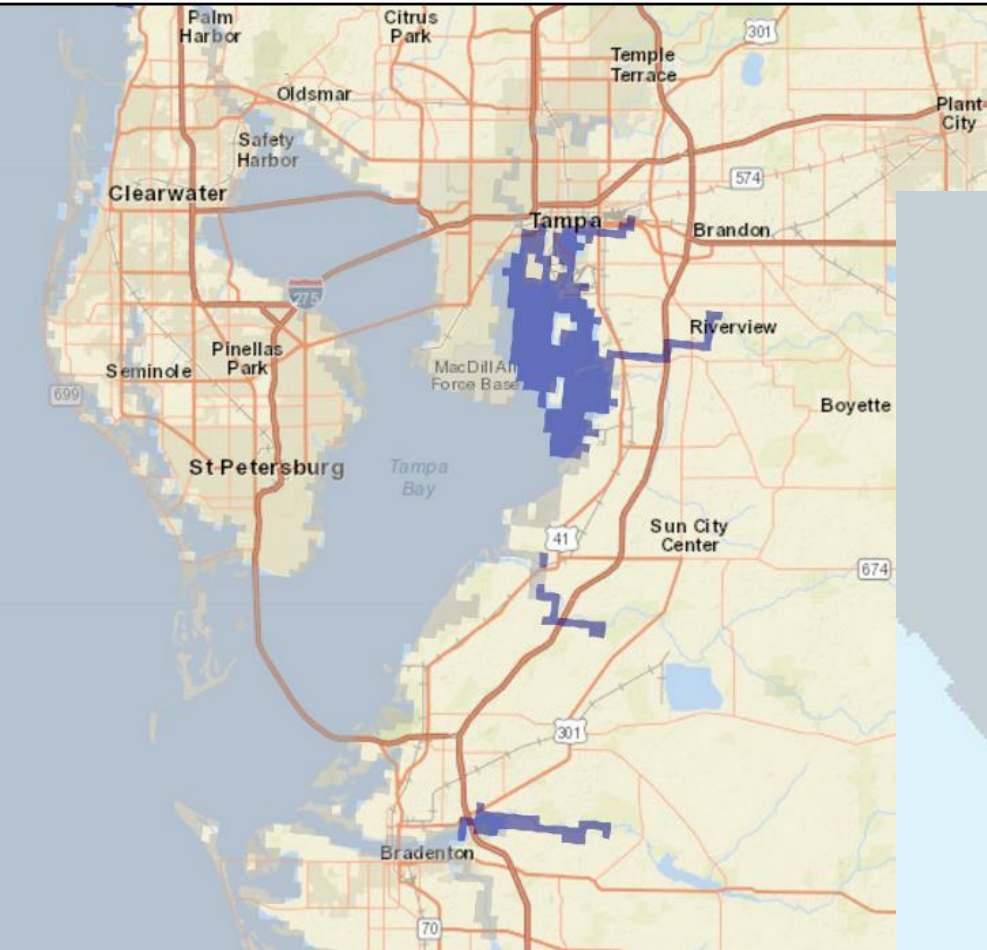 Palm
Harbor
Citrus
Park
301
Temple
Terrace
Oldsmar
Plant
City
Safety
Harbor
574
Clearwater
Tampa
Brandon
275
Riverview
Pinellas
Park
Seminole
MacDill Air
Force Base
699
Boyette
St Petersburg
Tampa
Bay
41
Sun City
Center
674
301
Bradenton
70